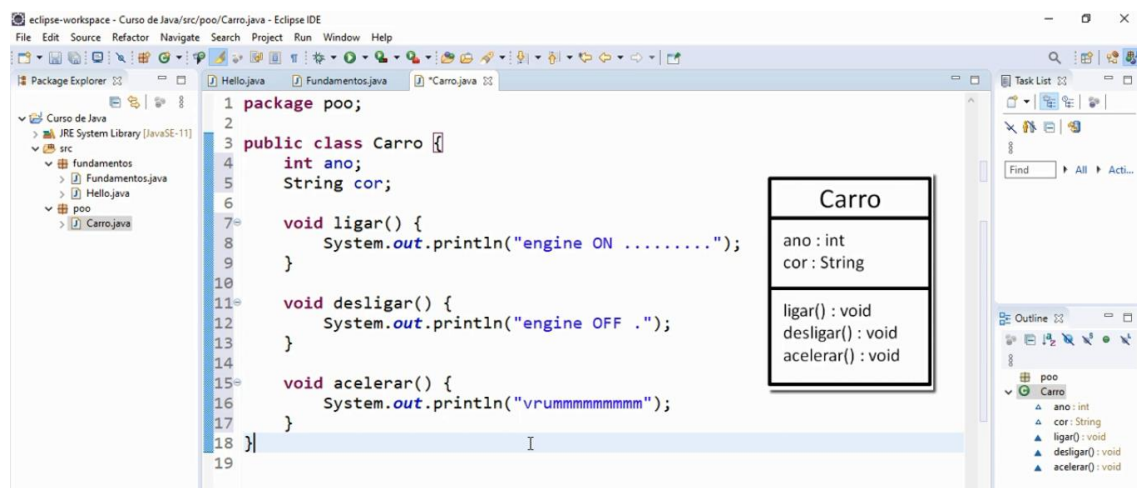 eclipse-workspace - Curso de Java/src/poo/Carro.java - Eclipse IDE
File Edit Source Refactor Navigate Search Project Run Window Help
Package Explorer
Curso de Java
JRE System Library [JavaSE-11]
src
fundamentos
Fundamentos.java
Hello.java
poo
Carro.java
Hello.java Fundamentos.java *Carro.java
1 package poo;
2
3 public class Carro {
4 int ano;
5 String cor;
6
7 void ligar() {
8 System.out.println("engine ON .........");
9 }
10
11 void desligar() {
12 System.out.println("engine OFF .");
13 }
14
15 void acelerar() {
16 System.out.println("vrummmmmmmmm");
17 }
18 }
19
Carro
ano : int
cor : String
ligar() : void
desligar() : void
acelerar() : void
Task List
Find All Acti...
Outline
poo
Carro
ano : int
cor : String
ligar() : void
desligar() : void
acelerar() : void